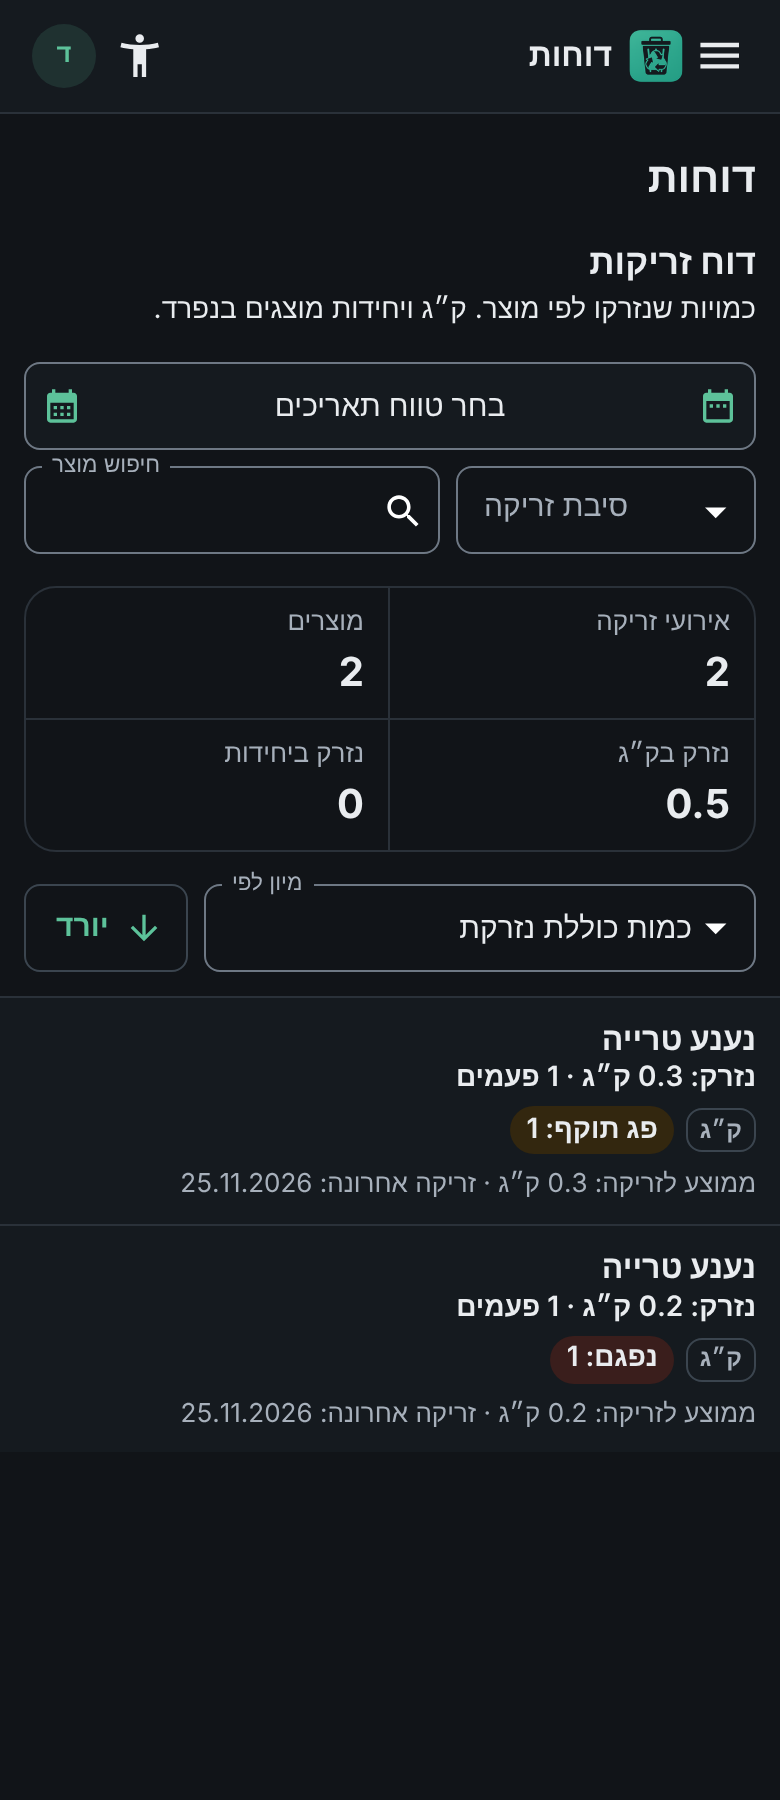 דוחות
ד
דוחות
דוח זריקות
כמויות שנזרקו לפי מוצר. ק״ג ויחידות מוצגים בנפרד.
בחר טווח תאריכים
סיבת זריקה
חיפוש מוצר
אירועי זריקה
2
מוצרים
2
נזרק בק״ג
0.5
נזרק ביחידות
0
מיון לפי
כמות כוללת נזרקת
יורד
נענע טרייה
נזרק: 0.3 ק״ג · 1 פעמים
ק״ג
פג תוקף: 1
ממוצע לזריקה: 0.3 ק״ג · זריקה אחרונה: 25.11.2026
נענע טרייה
נזרק: 0.2 ק״ג · 1 פעמים
ק״ג
נפגם: 1
ממוצע לזריקה: 0.2 ק״ג · זריקה אחרונה: 25.11.2026